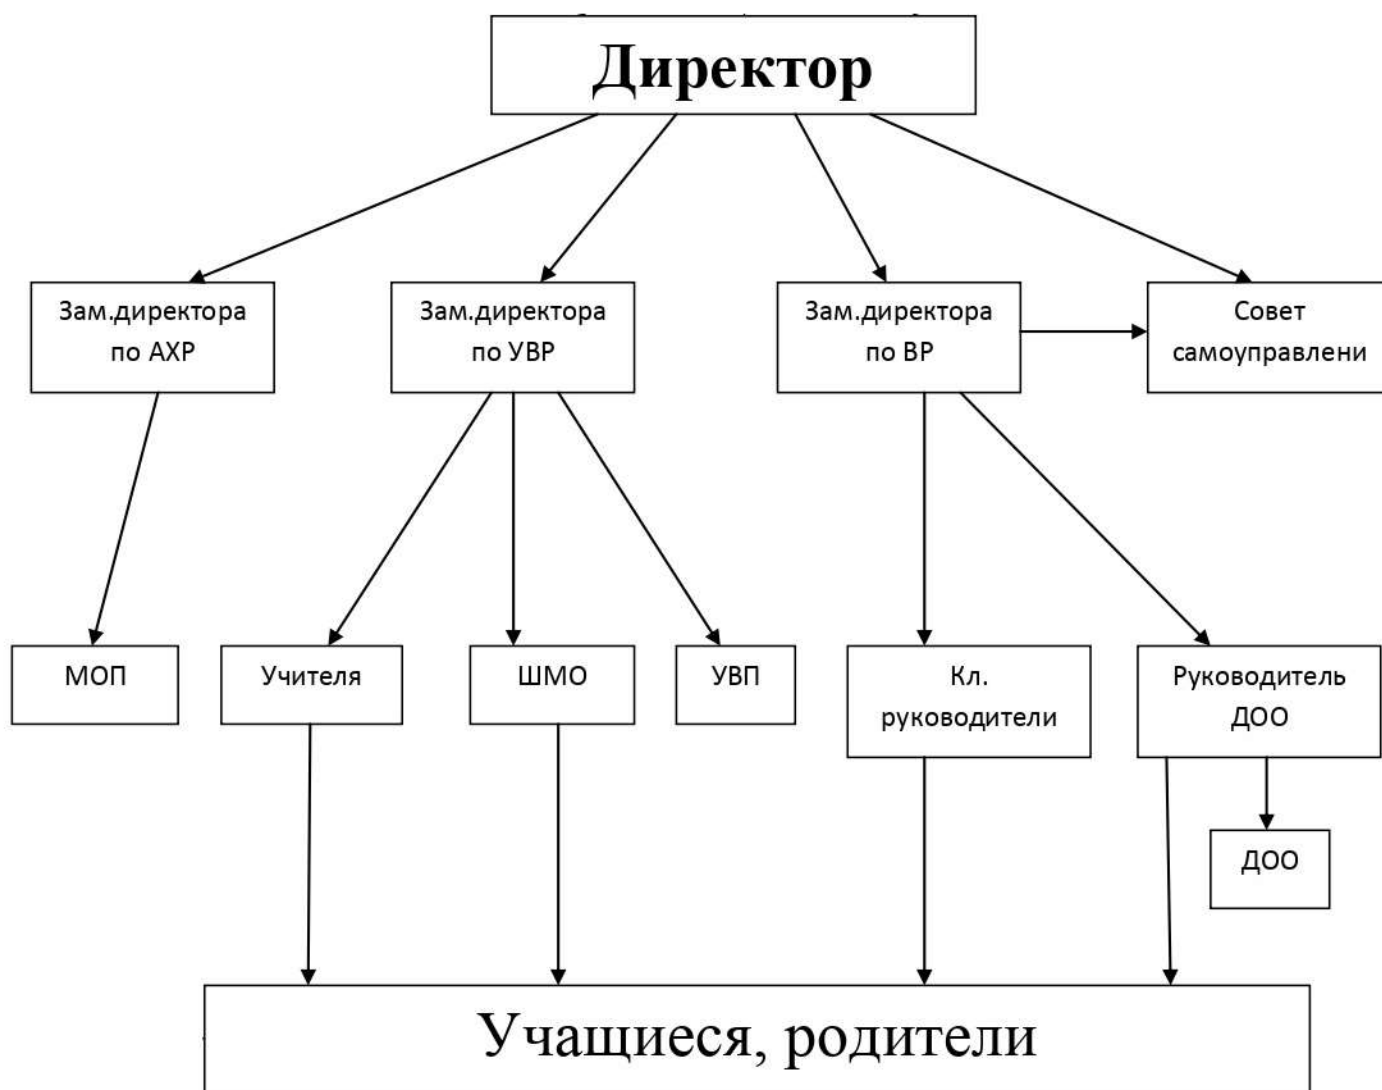 Директор
Зам.директора
по АХР
Зам.директора
по УВР
Зам.директора
по ВР
Совет
самоуправлени
МОП
Учителя
ШМО
УВП
Кл.
руководители
Руководитель
ДОО
ДОО
Учащиеся, родители